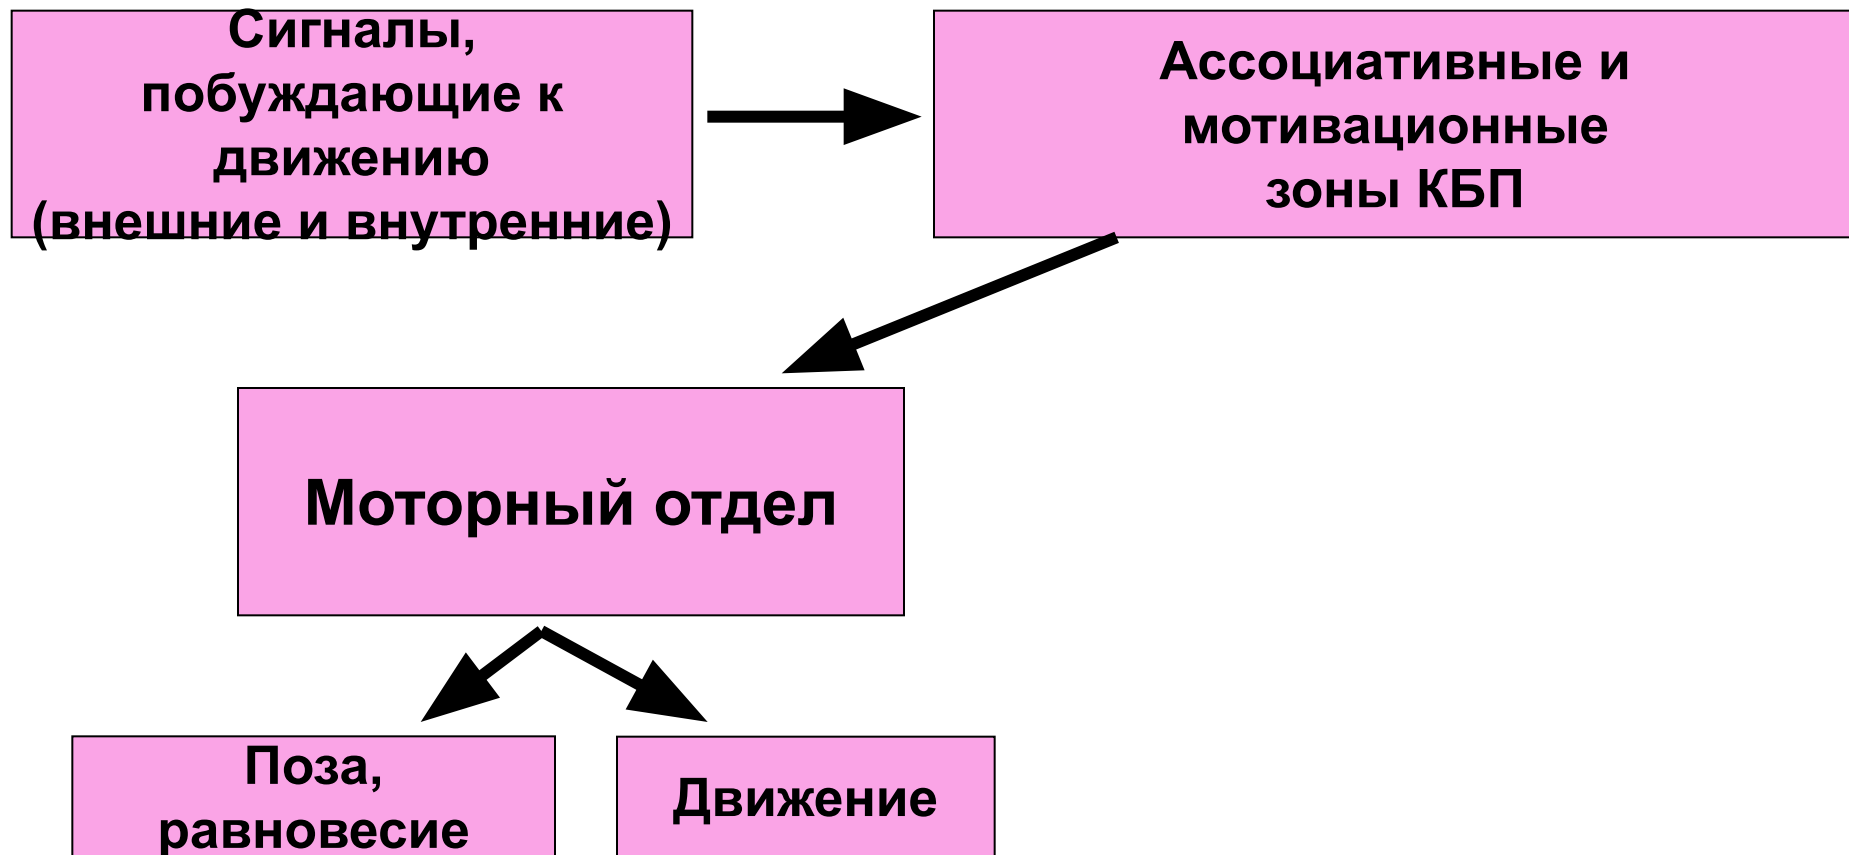 Сигналы,
побуждающие к
движению
(внешние и внутренние)
Ассоциативные и
мотивационные
зоны КБП
Моторный отдел
Поза,
равновесие
Движение